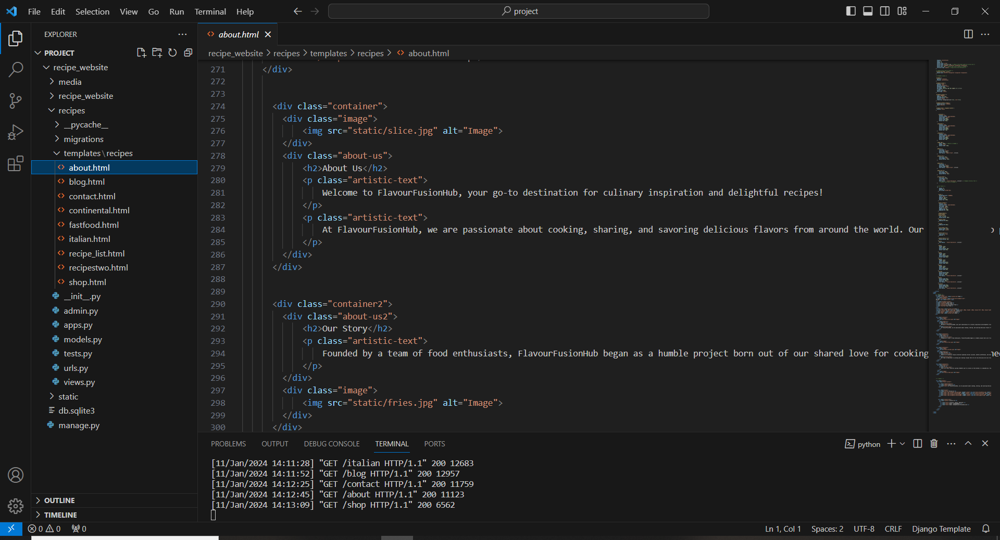 File Edit Selection View Go Run Terminal Help
project
EXPLORER
PROJECT
recipe_website
media
recipe_website
recipes
__pycache__
migrations
templates\recipes
about.html
blog.html
contact.html
continental.html
fastfood.html
italian.html
recipe_list.html
recipestwo.html
shop.html
__init__.py
admin.py
apps.py
models.py
tests.py
urls.py
views.py
static
db.sqlite3
manage.py
OUTLINE
TIMELINE
about.html
recipe_website > recipes > templates > recipes > about.html
271 </div>
272
273
274 <div class="container">
275 <div class="image">
276 <img src="static/slice.jpg" alt="Image">
277 </div>
278 <div class="about-us">
279 <h2>About Us</h2>
280 <p class="artistic-text">
281 Welcome to FlavourFusionHub, your go-to destination for culinary inspiration and delightful recipes!
282 </p>
283 <p class="artistic-text">
284 At FlavourFusionHub, we are passionate about cooking, sharing, and savoring delicious flavors from around the world. Our
285 </p>
286 </div>
287 </div>
288
289
290 <div class="container2">
291 <div class="about-us2">
292 <h2>Our Story</h2>
293 <p class="artistic-text">
294 Founded by a team of food enthusiasts, FlavourFusionHub began as a humble project born out of our shared love for cooking
295 </p>
296 </div>
297 <div class="image">
298 <img src="static/fries.jpg" alt="Image">
299 </div>
300 </div>
PROBLEMS OUTPUT DEBUG CONSOLE TERMINAL PORTS
python
[11/Jan/2024 14:11:28] "GET /italian HTTP/1.1" 200 12683
[11/Jan/2024 14:11:52] "GET /blog HTTP/1.1" 200 12957
[11/Jan/2024 14:12:25] "GET /contact HTTP/1.1" 200 11759
[11/Jan/2024 14:12:45] "GET /about HTTP/1.1" 200 11123
[11/Jan/2024 14:13:09] "GET /shop HTTP/1.1" 200 6562
0 0 0
Ln 1, Col 1 Spaces: 2 UTF-8 CRLF Django Template